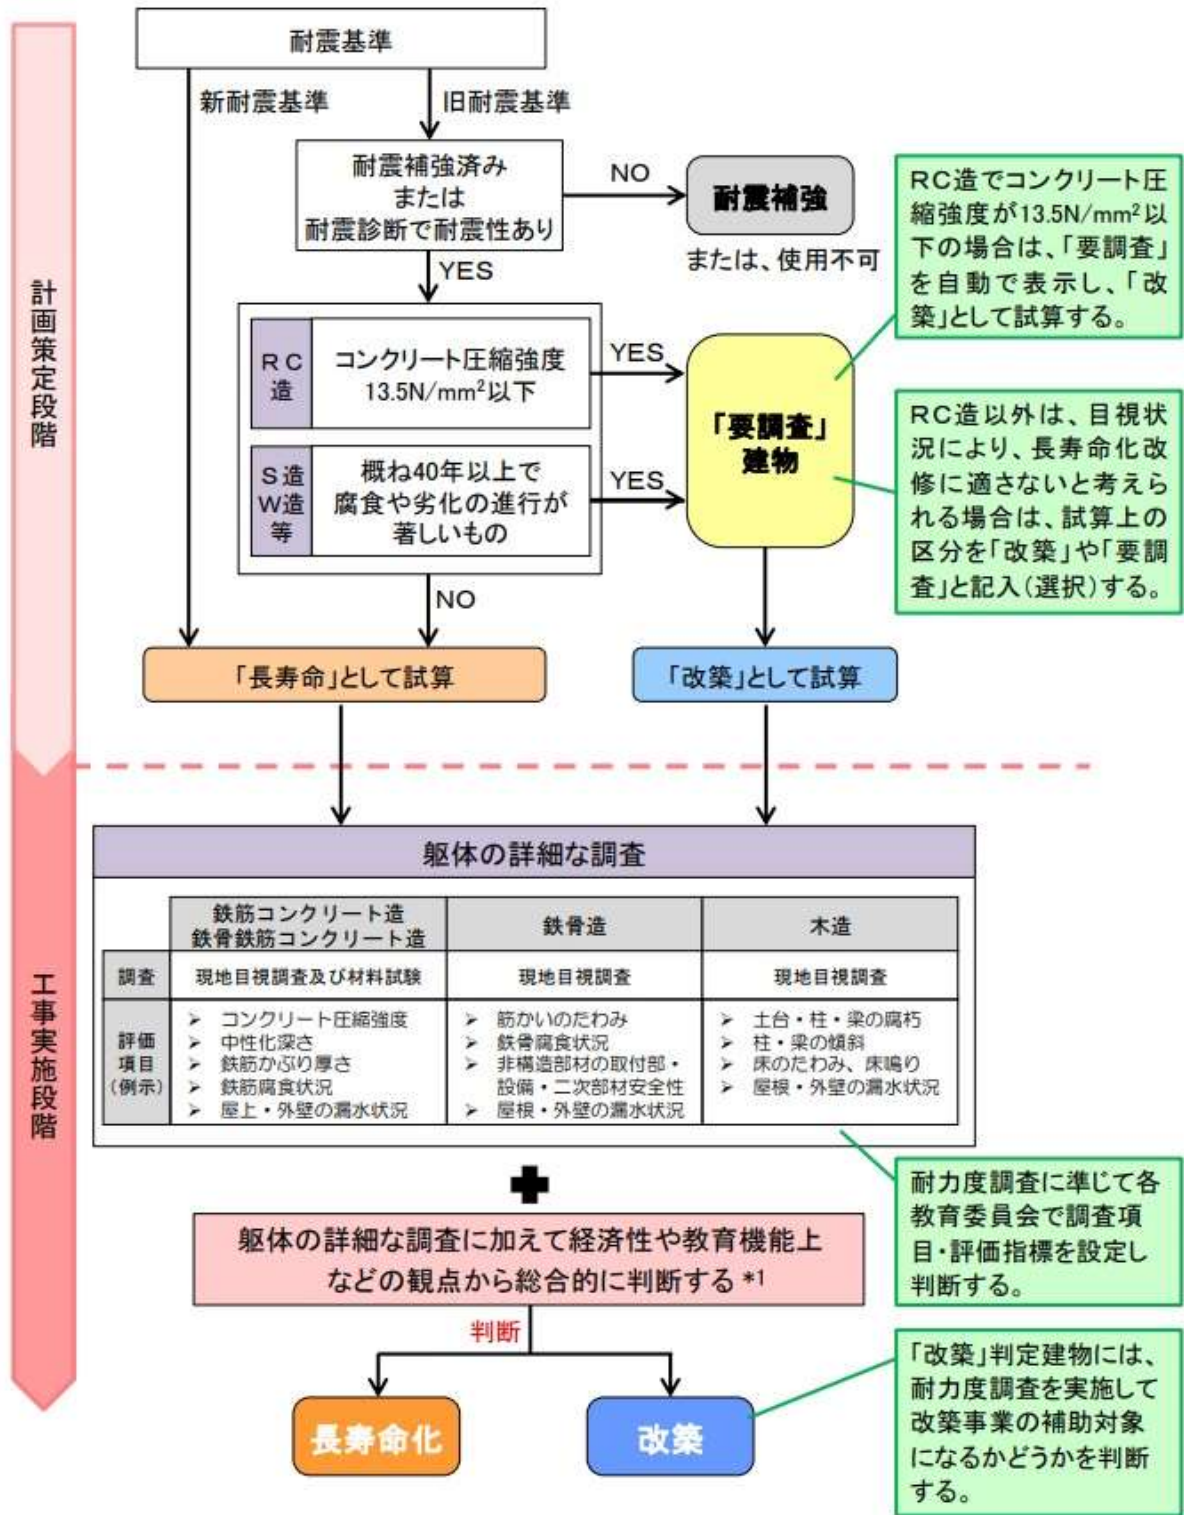 耐震基準
新耐震基準
旧耐震基準
耐震補強済み
または
耐震診断で耐震性あり
NO
耐震補強
または、使用不可
YES
RC
造
コンクリート圧縮強度
13.5N/mm²以下
YES
S造
W造
等
概ね40年以上で
腐食や劣化の進行が
著しいもの
YES
「要調査」
建物
NO
「長寿命」として試算
「改築」として試算
RC造でコンクリート圧
縮強度が13.5N/mm²以
下の場合は、「要調査」
を自動で表示し、「改
築」として試算する。
RC造以外は、目視状
況により、長寿命化改
修に適さないと考えら
れる場合は、試算上の
区分を「改築」や「要調
査」と記入(選択)する。
計画策定段階
工事実施段階
躯体の詳細な調査
鉄筋コンクリート造
鉄骨鉄筋コンクリート造
鉄骨造
木造
調査
現地目視調査及び材料試験
現地目視調査
現地目視調査
評価
項目
(例示)
➢ コンクリート圧縮強度
➢ 中性化深さ
➢ 鉄筋かぶり厚さ
➢ 鉄筋腐食状況
➢ 屋上・外壁の漏水状況
➢ 筋かいのたわみ
➢ 鉄骨腐食状況
➢ 非構造部材の取付部・
設備・二次部材安全性
➢ 屋根・外壁の漏水状況
➢ 土台・柱・梁の腐朽
➢ 柱・梁の傾斜
➢ 床のたわみ、床鳴り
➢ 屋根・外壁の漏水状況
躯体の詳細な調査に加えて経済性や教育機能上
などの観点から総合的に判断する *1
判断
長寿命化
改築
耐力度調査に準じて各
教育委員会で調査項
目・評価指標を設定し
判断する。
「改築」判定建物には、
耐力度調査を実施して
改築事業の補助対象
になるかどうかを判断
する。